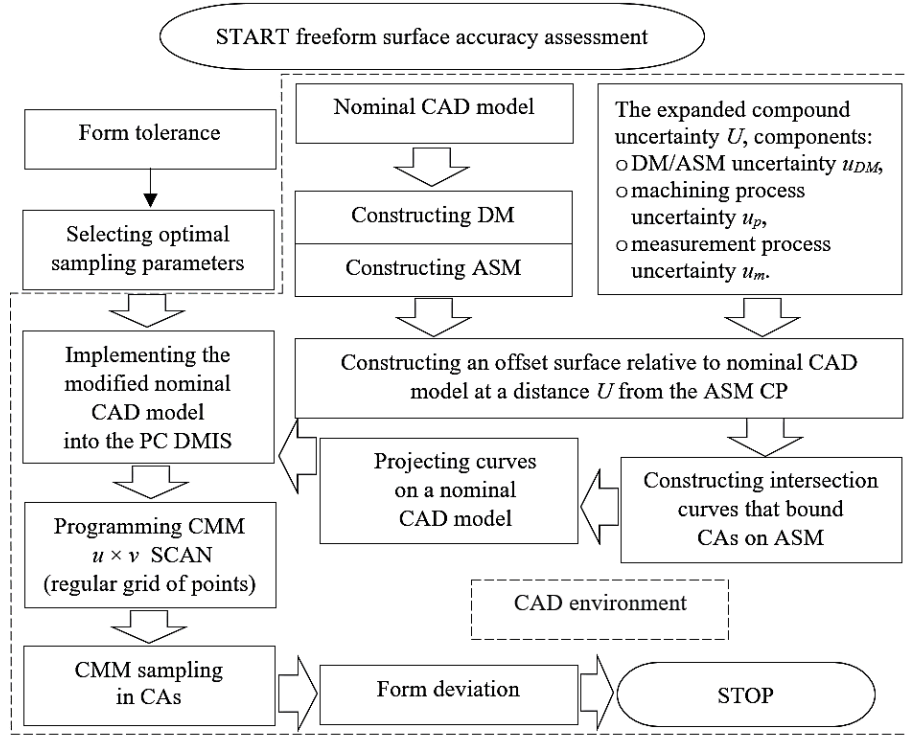 START freeform surface accuracy assessment
Form tolerance
Selecting optimal
sampling parameters
Nominal CAD model
Constructing DM
Constructing ASM
The expanded compound
uncertainty U, components:
○ DM/ASM uncertainty uDM,
○ machining process
uncertainty up,
○ measurement process
uncertainty um.
Constructing an offset surface relative to nominal CAD
model at a distance U from the ASM CP
Constructing intersection
curves that bound
CAs on ASM
Projecting curves
on a nominal
CAD model
Implementing the
modified nominal
CAD model
into the PC DMIS
Programming CMM
u × v SCAN
(regular grid of points)
CMM sampling
in CAs
Form deviation
STOP
CAD environment